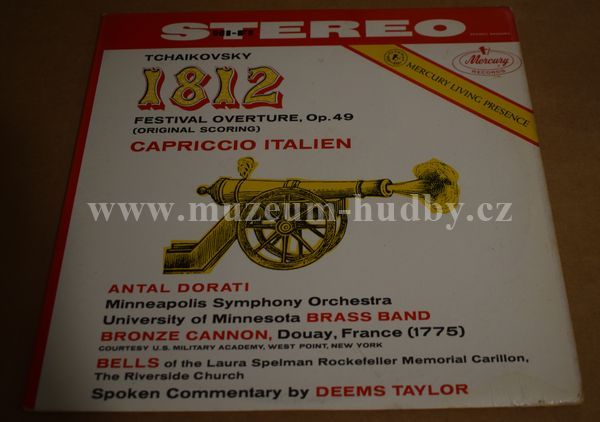 STEREO
HI-FI
TCHAIKOVSKY
1812
FESTIVAL OVERTURE, Op. 49
(ORIGINAL SCORING)
CAPRICCIO ITALIEN
Mercury
RECORDS
MERCURY LIVING PRESENCE
www.muzeum-hudby.cz
ANTAL DORATI
Minneapolis Symphony Orchestra
University of Minnesota BRASS BAND
BRONZE CANNON, Douay, France (1775)
COURTESY U.S. MILITARY ACADEMY, WEST POINT, NEW YORK
BELLS of the Laura Spelman Rockefeller Memorial Carillon,
The Riverside Church
Spoken Commentary by DEEMS TAYLOR